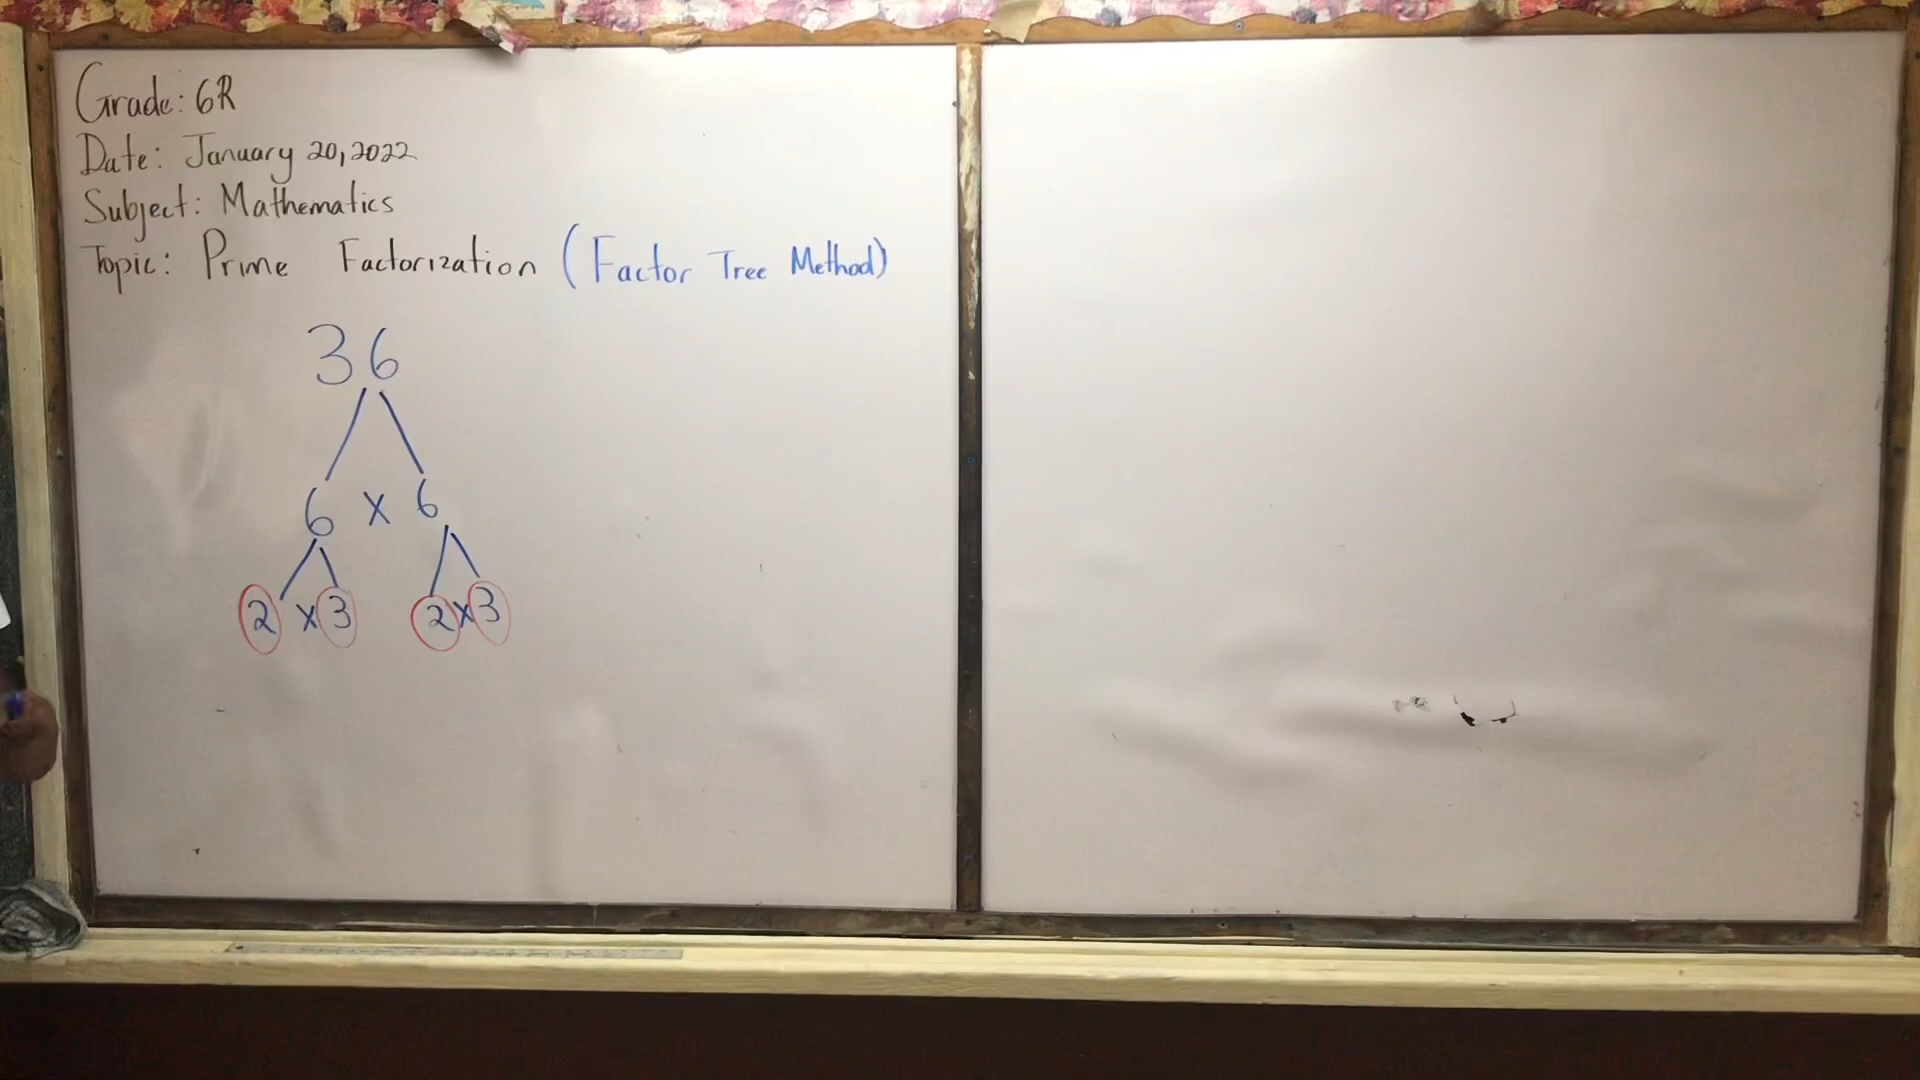 Grade: 6R
Date: January 20, 2022
Subject: Mathematics
Topic: Prime Factorization (Factor Tree Method)
36
6 x 6
2 x 3 2 x 3